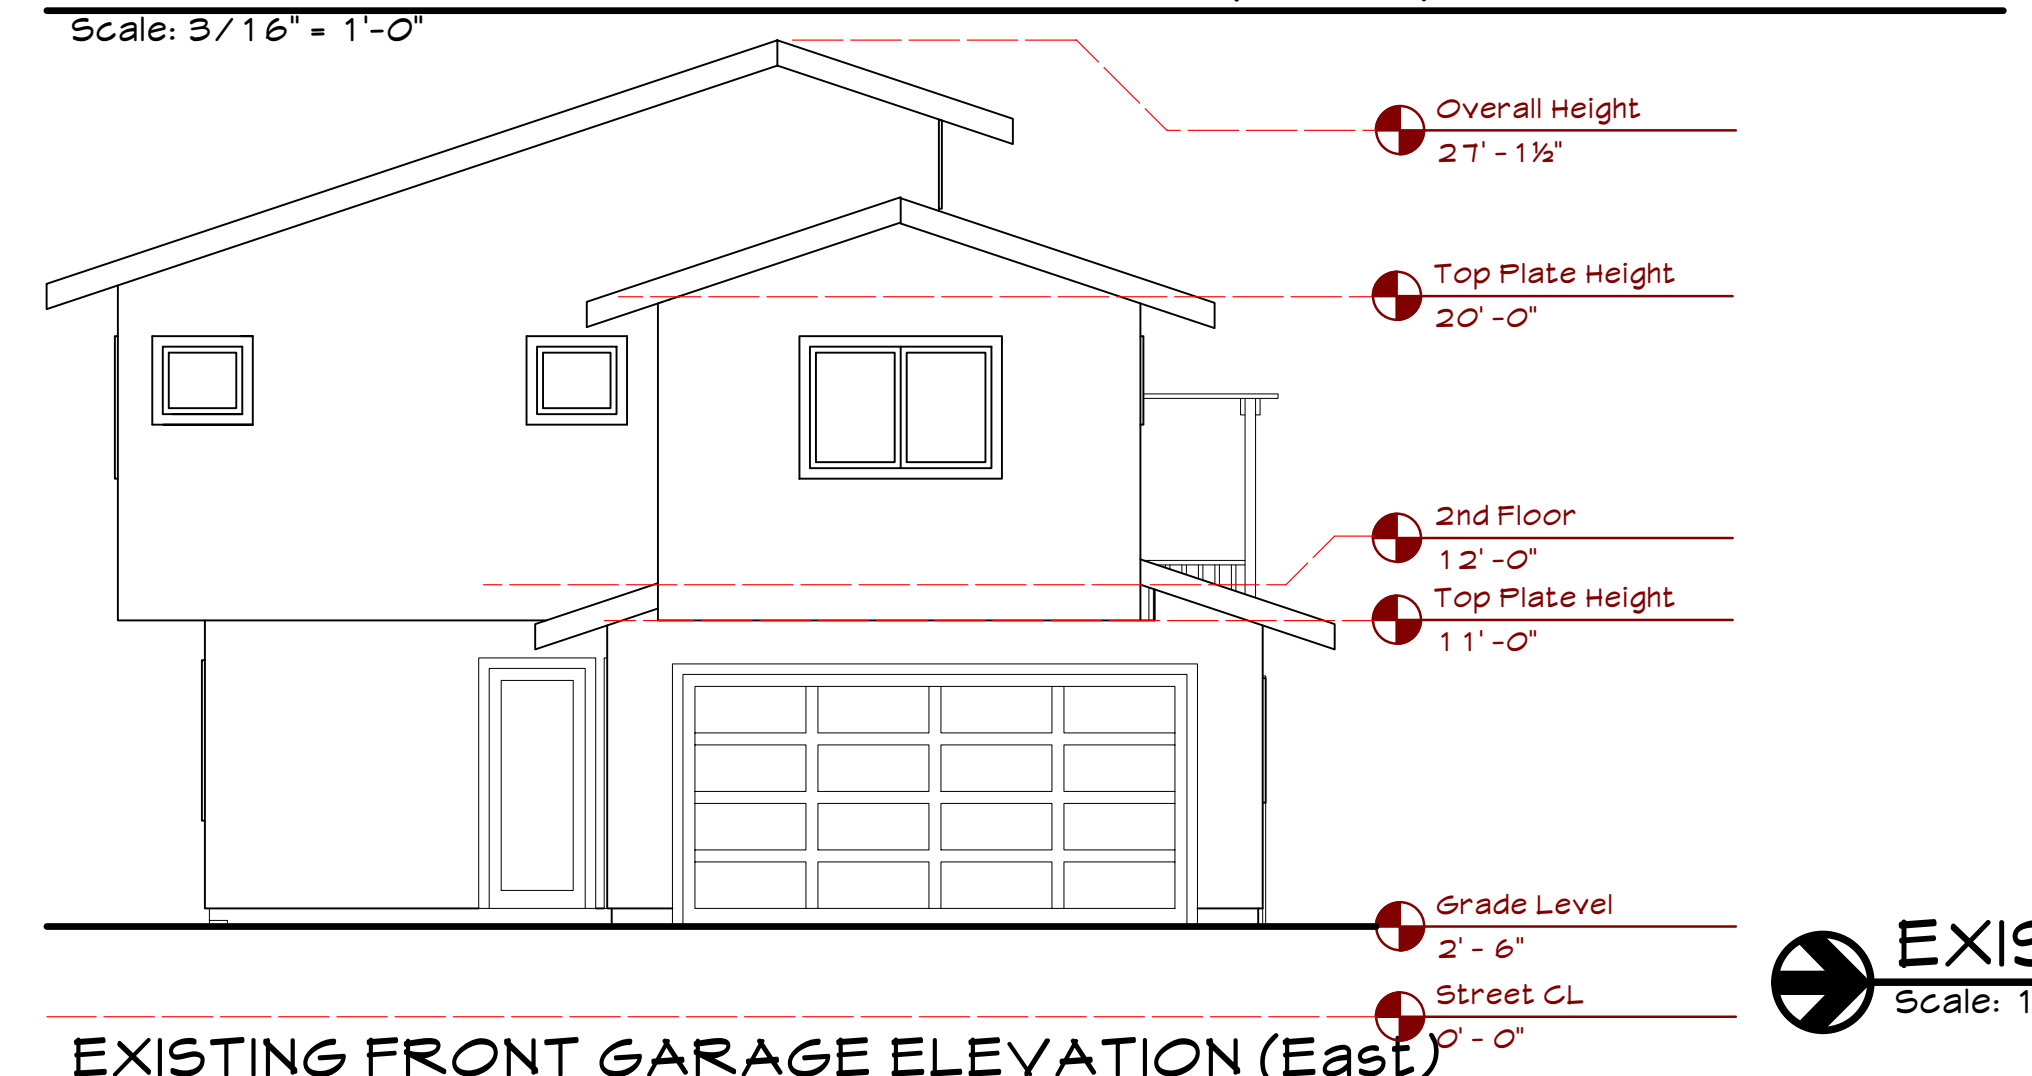 Scale: 3/16" = 1'-0"
Overall Height
27' - 1½"
Top Plate Height
20' -0"
2nd Floor
12' -0"
Top Plate Height
11' -0"
Grade Level
2' - 6"
EXIS
Scale: 1
Street CL
0' - 0"
EXISTING FRONT GARAGE ELEVATION (East)